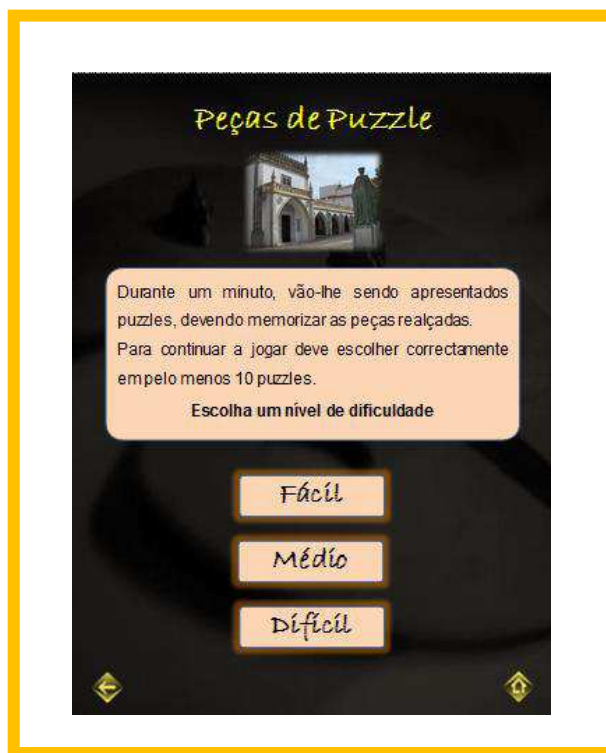 Peças de Puzzle
Durante um minuto, vão-lhe sendo apresentados
puzzles, devendo memorizar as peças realçadas.
Para continuar a jogar deve escolher correctamente
em pelo menos 10 puzzles.
Escolha um nível de dificuldade
Fácil
Médio
Difícil